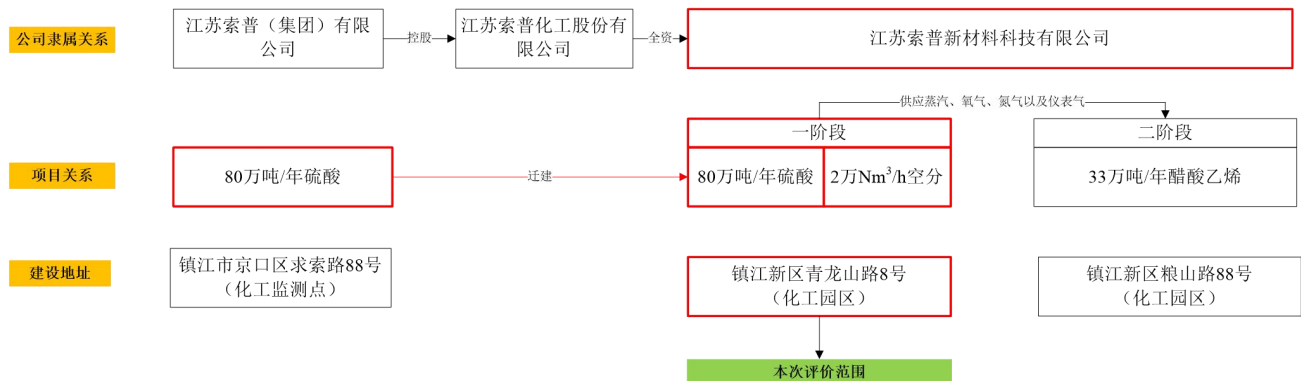 公司隶属关系
江苏索普（集团）有限
公司
控股
江苏索普化工股份有
限公司
全资
江苏索普新材料科技有限公司
供应蒸汽、氧气、氮气以及仪表气
项目关系
80万吨/年硫酸
迁建
一阶段
80万吨/年硫酸
2万Nm³/h空分
二阶段
33万吨/年醋酸乙烯
建设地址
镇江市京口区求索路88号
（化工监测点）
镇江新区青龙山路8号
（化工园区）
镇江新区粮山路88号
（化工园区）
本次评价范围